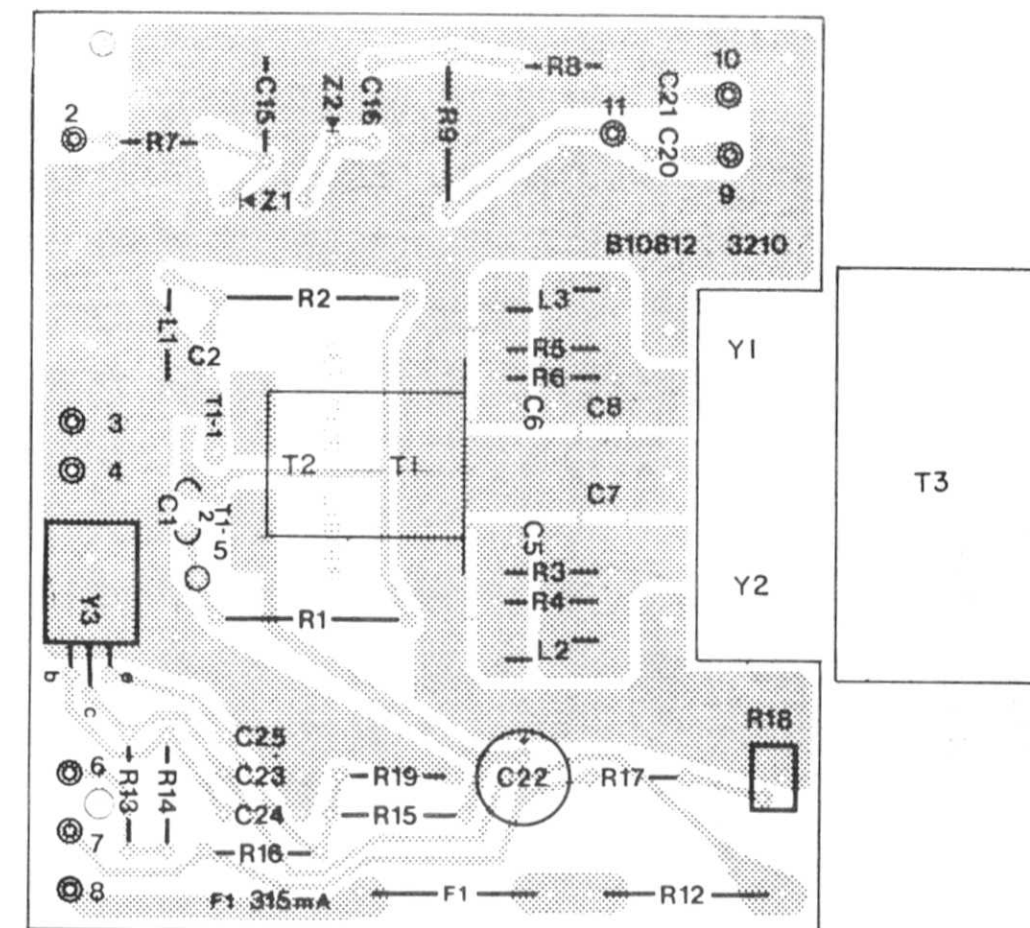 10
2
R7
C15
Z2
C16
R9
R8
11
C21
C20
9
Z1
B10812 3210
R2
L3
L1
C2
R5
R6
Y1
T1-1
C6
C8
3
4
T2
T1
T3
C1
T1-2
5
C7
C5
R3
R4
Y2
Y3
R1
L2
b
c
e
R18
C25
6
R13
R14
C23
R19
C22
R17
C24
R15
7
R16
8
F1 315mA
F1
R12